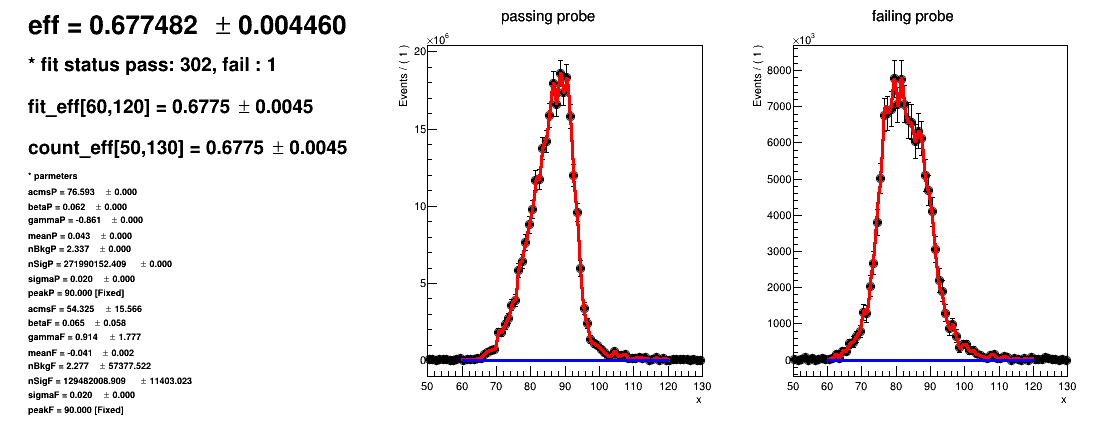 eff = 0.677482 ± 0.004460
* fit status pass: 302, fail : 1
fit_eff[60,120] = 0.6775 ± 0.0045
count_eff[50,130] = 0.6775 ± 0.0045
* parmeters
acmsP = 76.593 ± 0.000
betaP = 0.062 ± 0.000
gammaP = -0.861 ± 0.000
meanP = 0.043 ± 0.000
nBkgP = 2.337 ± 0.000
nSigP = 271990152.409 ± 0.000
sigmaP = 0.020 ± 0.000
peakP = 90.000 [Fixed]
acmsF = 54.325 ± 15.566
betaF = 0.065 ± 0.058
gammaF = 0.914 ± 1.777
meanF = -0.041 ± 0.002
nBkgF = 2.277 ± 57377.522
nSigF = 129482008.909 ± 11403.023
sigmaF = 0.020 ± 0.000
peakF = 90.000 [Fixed]
passing probe
×10⁶
Events / ( 1 )
20
15
10
5
0
50 60 70 80 90 100 110 120 130
x
failing probe
×10³
Events / ( 1 )
8000
7000
6000
5000
4000
3000
2000
1000
0
50 60 70 80 90 100 110 120 130
x